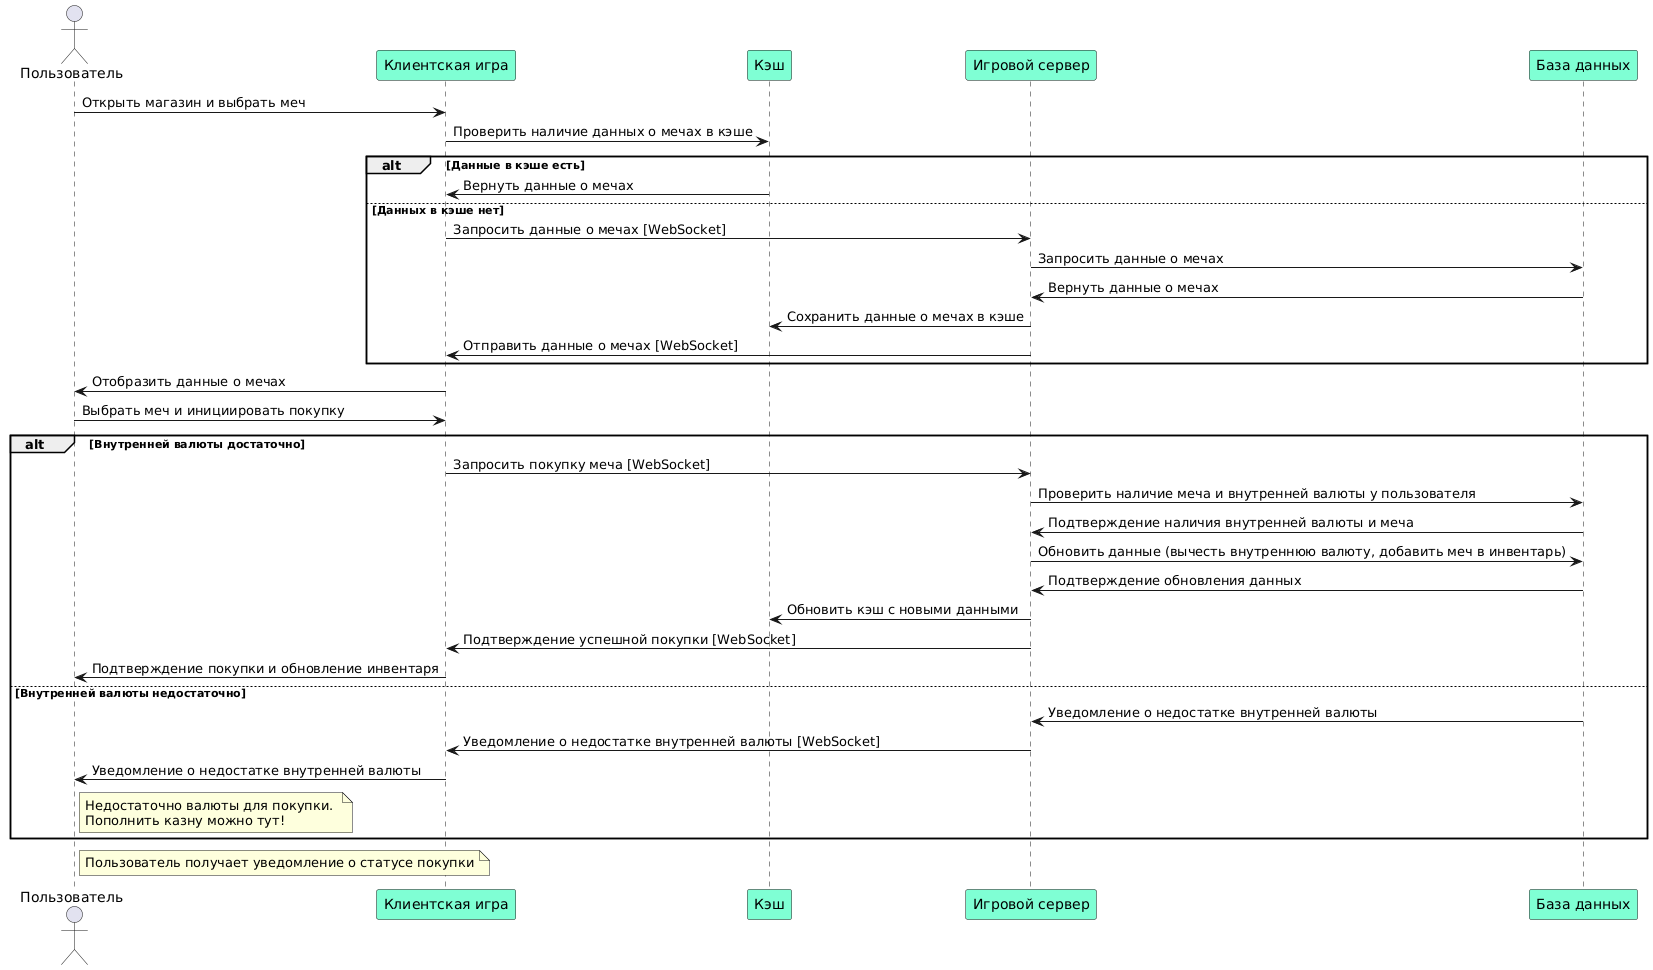 Пользователь
Клиентская игра
Кэш
Игровой сервер
База данных
Открыть магазин и выбрать меч
Проверить наличие данных о мечах в кэше
alt
[Данные в кэше есть]
Вернуть данные о мечах
[Данных в кэше нет]
Запросить данные о мечах [WebSocket]
Запросить данные о мечах
Вернуть данные о мечах
Сохранить данные о мечах в кэше
Отправить данные о мечах [WebSocket]
Отобразить данные о мечах
Выбрать меч и инициировать покупку
alt
[Внутренней валюты достаточно]
Запросить покупку меча [WebSocket]
Проверить наличие меча и внутренней валюты у пользователя
Подтверждение наличия внутренней валюты и меча
Обновить данные (вычесть внутреннюю валюту, добавить меч в инвентарь)
Подтверждение обновления данных
Обновить кэш с новыми данными
Подтверждение успешной покупки [WebSocket]
Подтверждение покупки и обновление инвентаря
[Внутренней валюты недостаточно]
Уведомление о недостатке внутренней валюты
Уведомление о недостатке внутренней валюты [WebSocket]
Уведомление о недостатке внутренней валюты
Недостаточно валюты для покупки.
Пополнить казну можно тут!
Пользователь получает уведомление о статусе покупки
Пользователь
Клиентская игра
Кэш
Игровой сервер
База данных